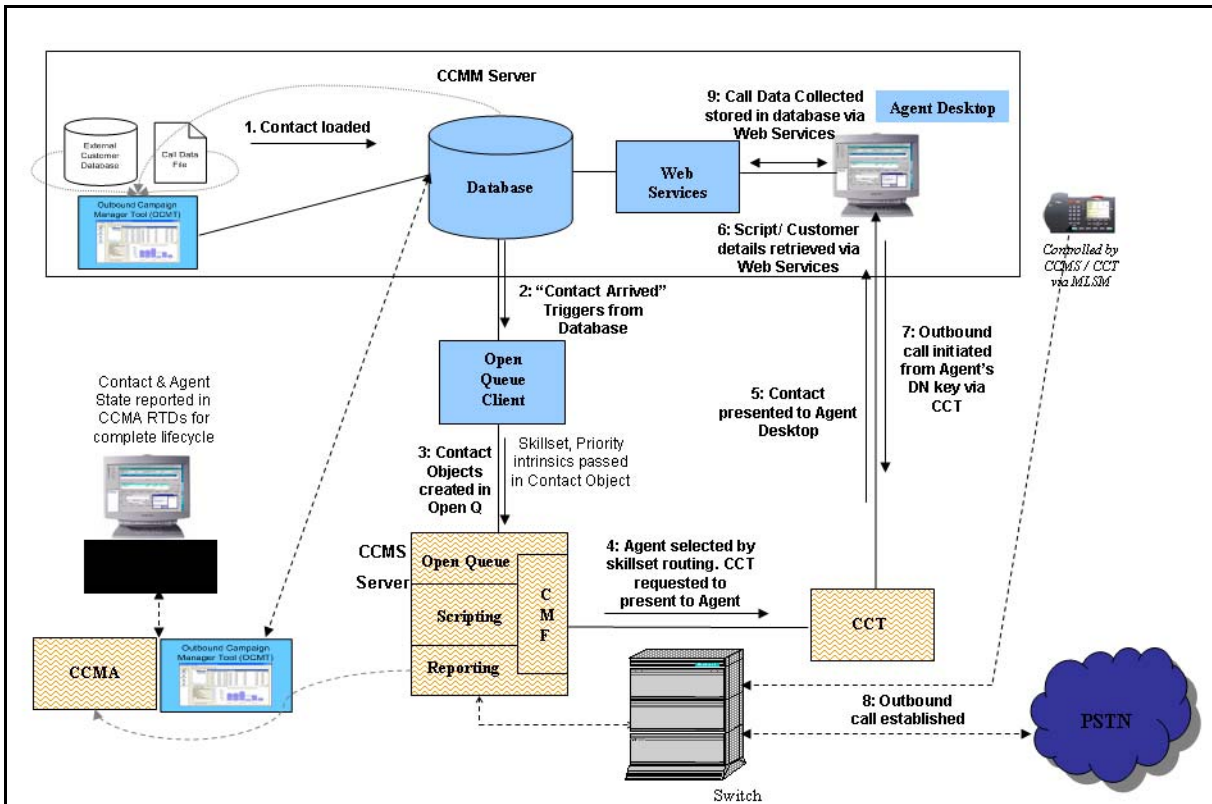 CCMM Server
9: Call Data Collected
stored in database via
Web Services
Agent Desktop
External
Customer
Database
Call Data
File
1. Contact loaded
Database
Web
Services
Outbound Campaign
Manager Tool (OCMT)
6: Script/ Customer
details retrieved via
Web Services
Controlled by
CCMS / CCT
via MLSM
2: “Contact Arrived”
Triggers from
Database
7: Outbound
call initiated
from Agent’s
DN key via
CCT
Open
Queue
Client
5: Contact
presented to Agent
Desktop
Contact & Agent
State reported in
CCMA RTDs for
complete lifecycle
3: Contact
Objects
created in
Open Q
Skillset, Priority
intrinsics passed
in Contact Object
CCMS
Server
Open Queue
Scripting
Reporting
C
M
F
4: Agent selected by
skillset routing. CCT
requested to
present to Agent
CCT
CCMA
Outbound Campaign
Manager Tool (OCMT)
8: Outbound
call established
PSTN
Switch